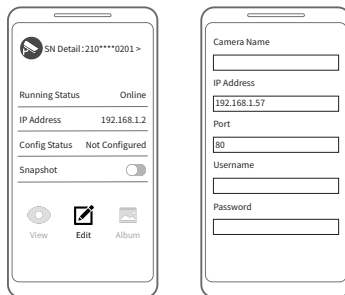 SN Detail：210****0201 >
Running Status Online
IP Address 192.168.1.2
Config Status Not Configured
Snapshot
View Edit Album
Camera Name
IP Address
192.168.1.57
Port
80
Username
Password